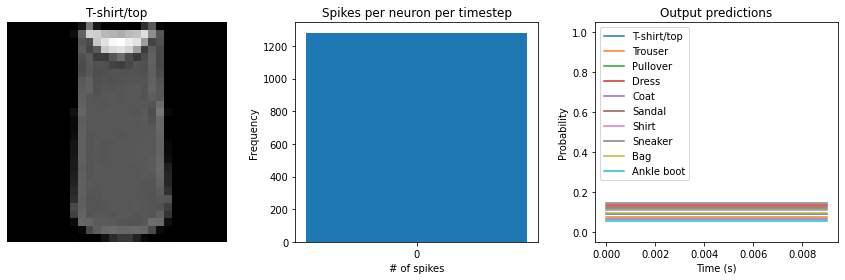 T-shirt/top
Spikes per neuron per timestep
Frequency
1200
1000
800
600
400
200
0
0
# of spikes
Output predictions
Probability
1.0
0.8
0.6
0.4
0.2
0.0
T-shirt/top
Trouser
Pullover
Dress
Coat
Sandal
Shirt
Sneaker
Bag
Ankle boot
0.000
0.002
0.004
0.006
0.008
Time (s)